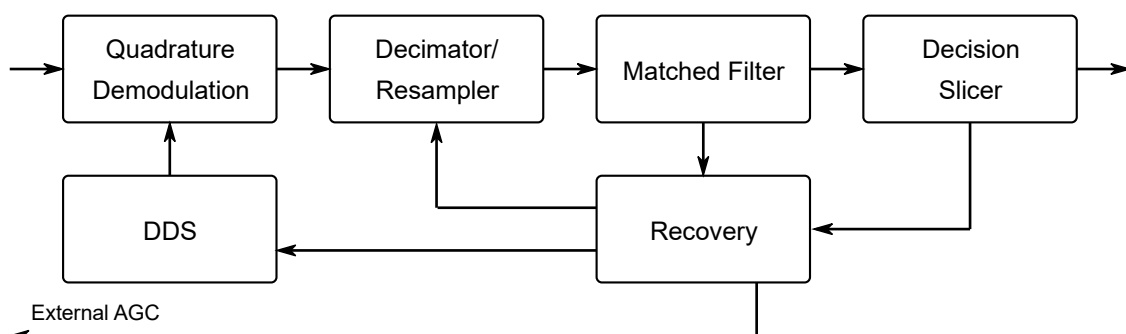 Quadrature
Demodulation
Decimator/
Resampler
Matched Filter
Decision
Slicer
DDS
Recovery
External AGC